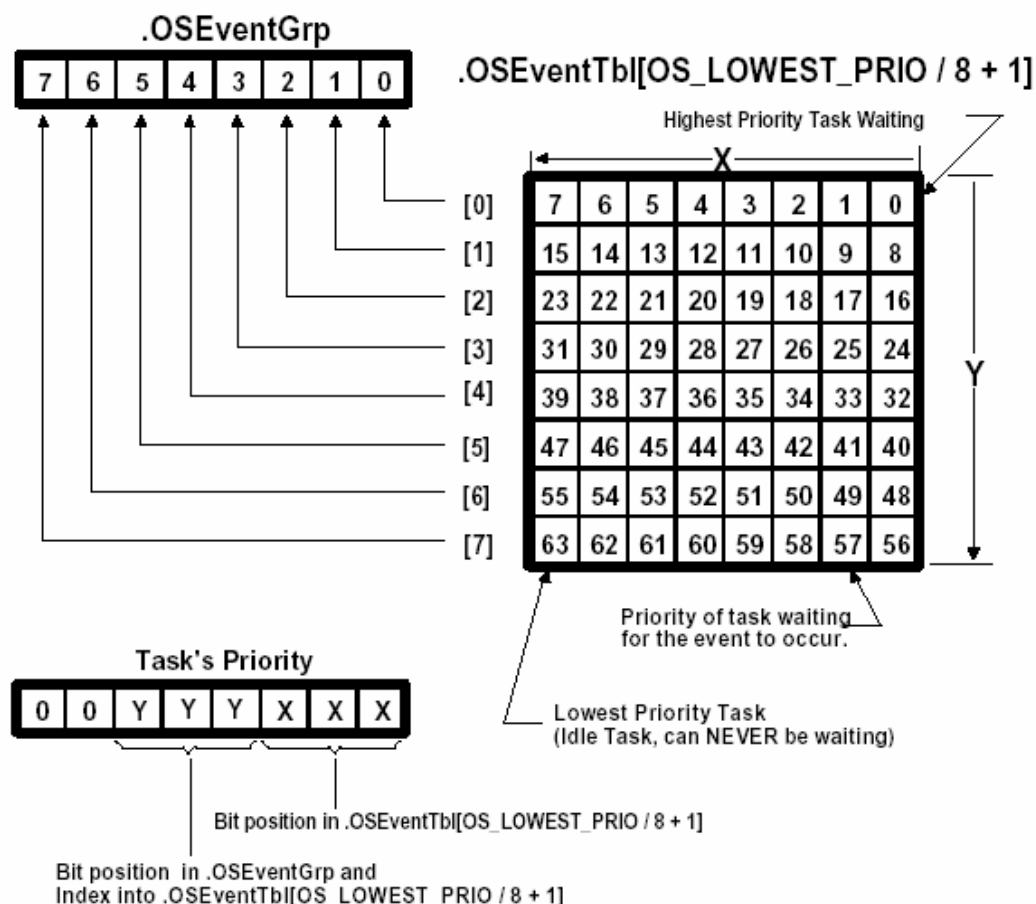 .OSEventGrp
7 6 5 4 3 2 1 0
.OSEventTbl[OS_LOWEST_PRIO / 8 + 1]
Highest Priority Task Waiting
X
[0] 7 6 5 4 3 2 1 0
[1] 15 14 13 12 11 10 9 8
[2] 23 22 21 20 19 18 17 16
[3] 31 30 29 28 27 26 25 24
[4] 39 38 37 36 35 34 33 32
[5] 47 46 45 44 43 42 41 40
[6] 55 54 53 52 51 50 49 48
[7] 63 62 61 60 59 58 57 56
Y
Priority of task waiting
for the event to occur.
Task's Priority
0 0 Y Y Y X X X
Lowest Priority Task
(Idle Task, can NEVER be waiting)
Bit position in .OSEventTbl[OS_LOWEST_PRIO / 8 + 1]
Bit position in .OSEventGrp and
Index into .OSEventTbl[OS_LOWEST_PRIO / 8 + 1]